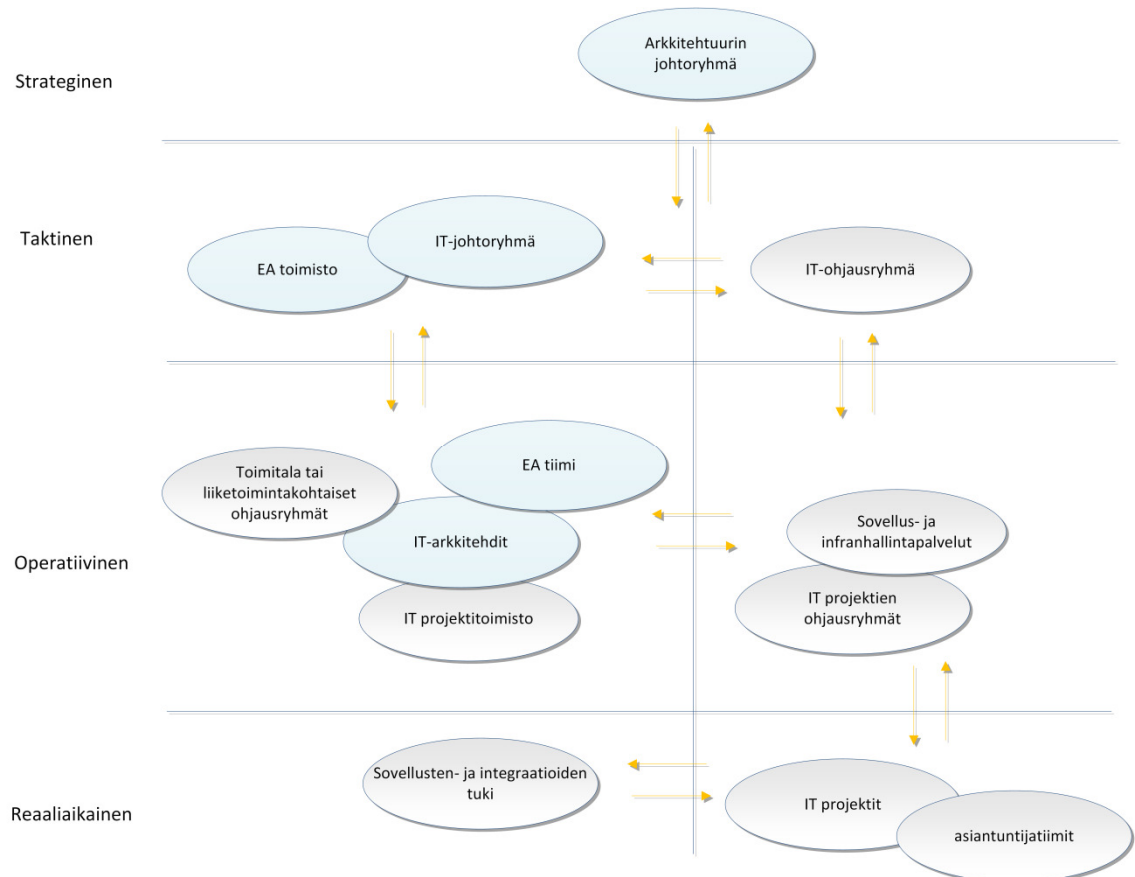 Arkkitehtuurin
johtoryhmä
Strateginen
Taktinen
EA toimisto
IT-johtoryhmä
IT-ohjausryhmä
Operatiivinen
Toimitala tai
liiketoimintakohtaiset
ohjausryhmät
EA tiimi
IT-arkkitehdit
IT projektitoimisto
Sovellus- ja
infranhallintapalvelut
IT projektien
ohjausryhmät
Reaaliaikainen
Sovellusten- ja integraatioiden
tuki
IT projektit
asiantuntijatiimit